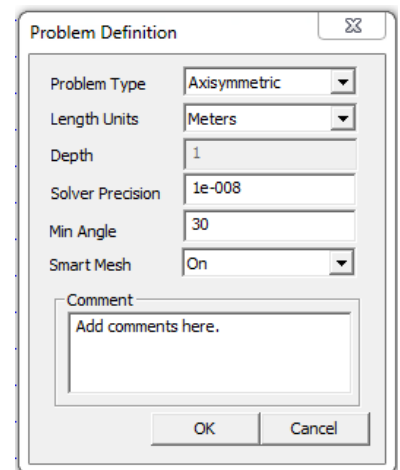 Problem Definition
Problem Type Axisymmetric
Length Units Meters
Depth 1
Solver Precision 1e-008
Min Angle 30
Smart Mesh On
Comment
Add comments here.
OK Cancel